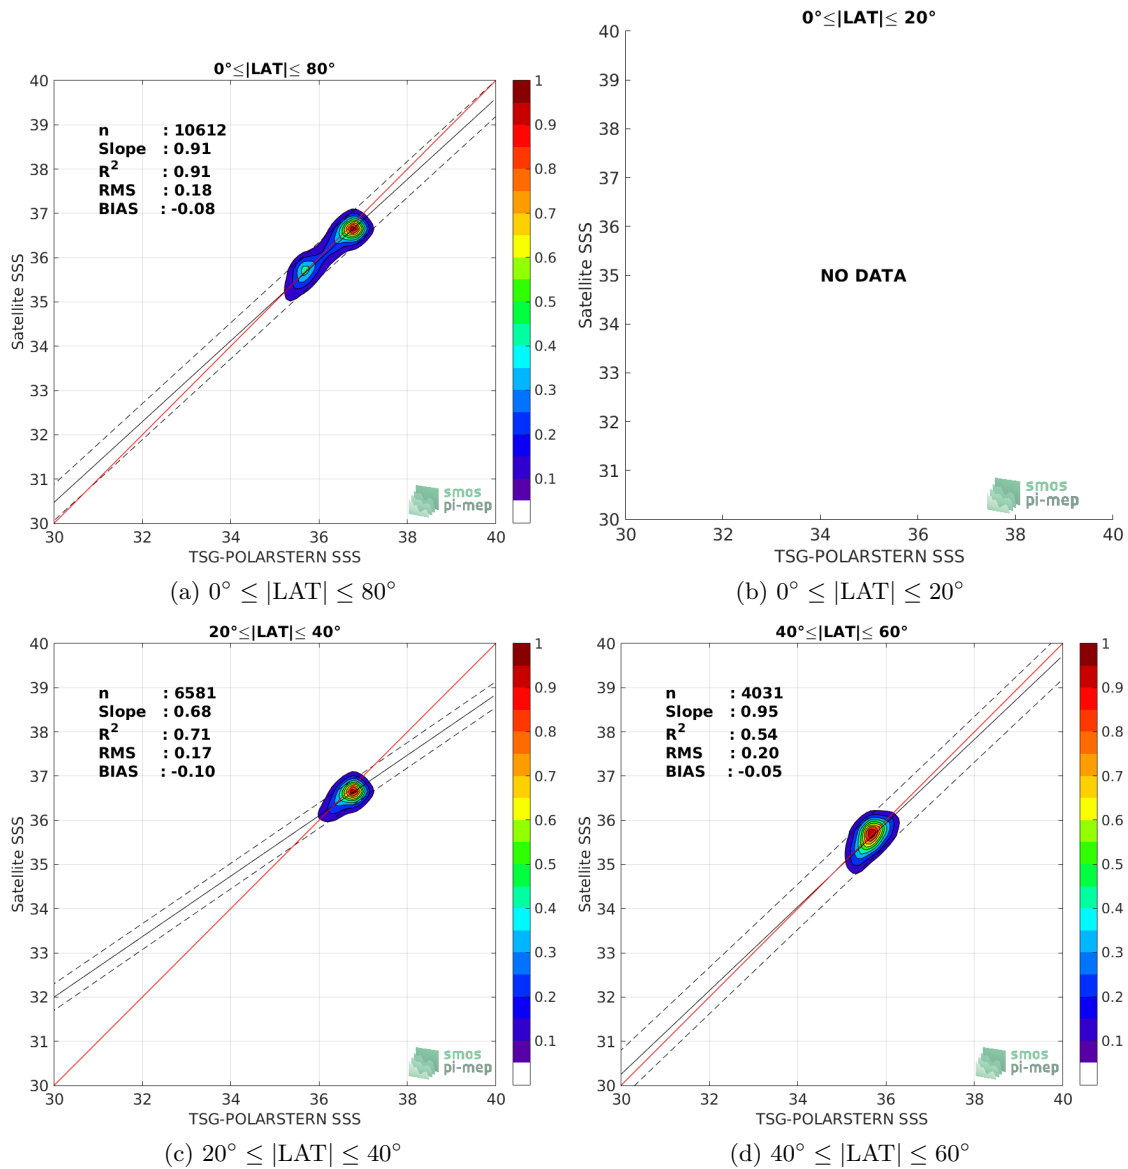 0°≤|LAT|≤ 80°
40
39
38
37
36
35
34
33
32
31
30
Satellite SSS
n : 10612
Slope : 0.91
R² : 0.91
RMS : 0.18
BIAS : -0.08
smos
pi-mep
30 32 34 36 38 40
TSG-POLARSTERN SSS
1
0.9
0.8
0.7
0.6
0.5
0.4
0.3
0.2
0.1
(a) 0° ≤ |LAT| ≤ 80°
0°≤|LAT|≤ 20°
40
39
38
37
36
35
34
33
32
31
30
Satellite SSS
NO DATA
smos
pi-mep
30 32 34 36 38 40
TSG-POLARSTERN SSS
(b) 0° ≤ |LAT| ≤ 20°
20°≤|LAT|≤ 40°
40
39
38
37
36
35
34
33
32
31
30
Satellite SSS
n : 6581
Slope : 0.68
R² : 0.71
RMS : 0.17
BIAS : -0.10
smos
pi-mep
30 32 34 36 38 40
TSG-POLARSTERN SSS
1
0.9
0.8
0.7
0.6
0.5
0.4
0.3
0.2
0.1
(c) 20° ≤ |LAT| ≤ 40°
40°≤|LAT|≤ 60°
40
39
38
37
36
35
34
33
32
31
30
Satellite SSS
n : 4031
Slope : 0.95
R² : 0.54
RMS : 0.20
BIAS : -0.05
smos
pi-mep
30 32 34 36 38 40
TSG-POLARSTERN SSS
1
0.9
0.8
0.7
0.6
0.5
0.4
0.3
0.2
0.1
(d) 40° ≤ |LAT| ≤ 60°